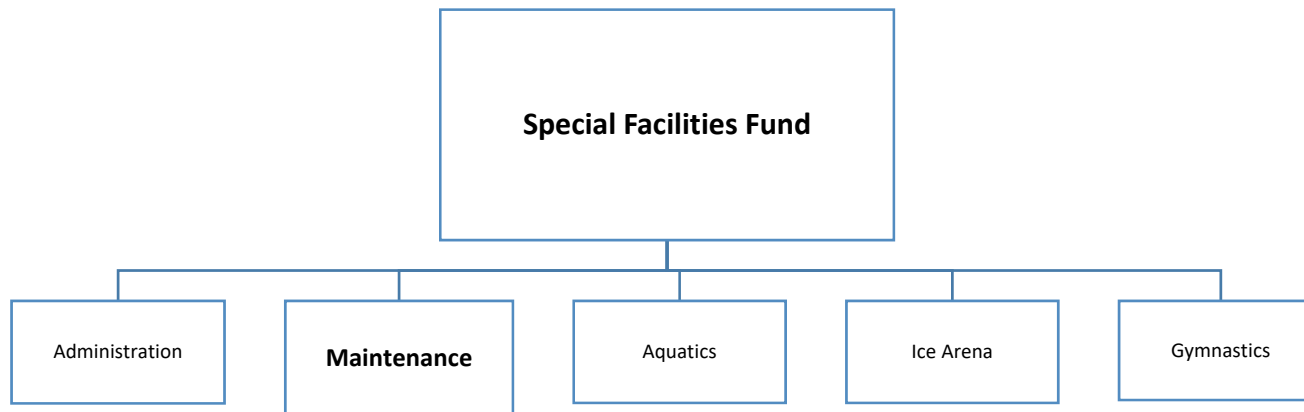 Special Facilities Fund
Administration
Maintenance
Aquatics
Ice Arena
Gymnastics